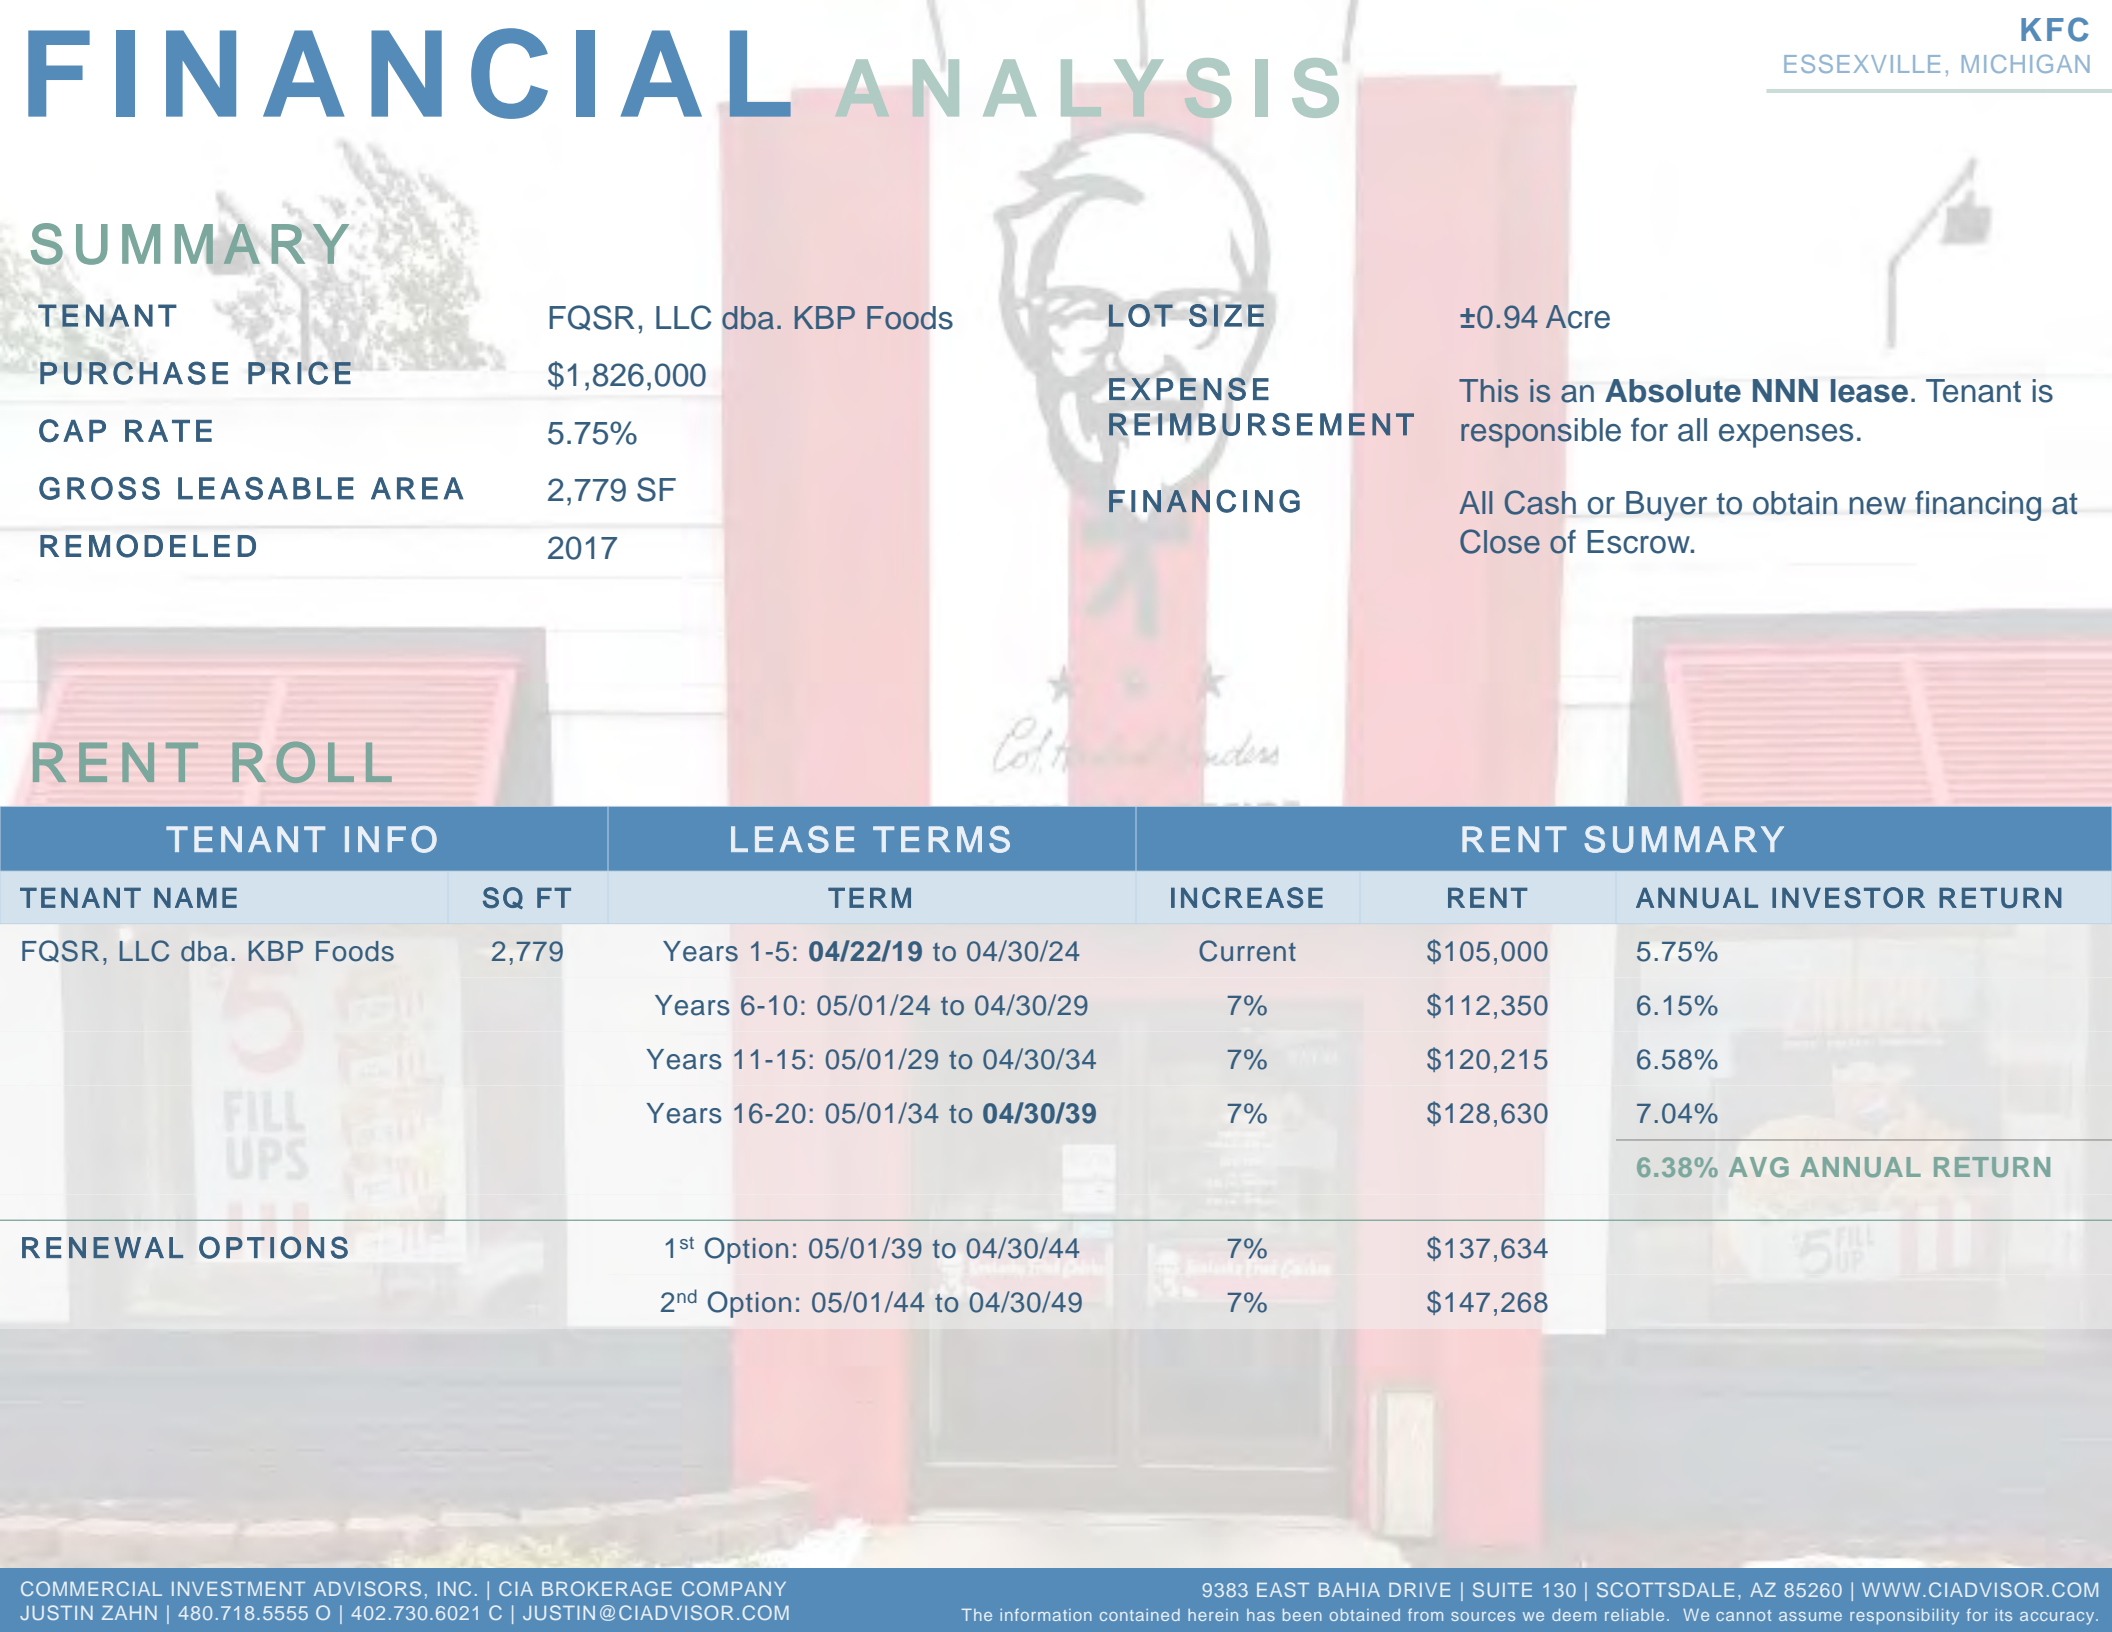 FINANCIAL ANALYSIS
KFC
ESSEXVILLE, MICHIGAN
SUMMARY
TENANT FQSR, LLC dba. KBP Foods
PURCHASE PRICE $1,826,000
CAP RATE 5.75%
GROSS LEASABLE AREA 2,779 SF
REMODELED 2017
LOT SIZE ±0.94 Acre
EXPENSE REIMBURSEMENT This is an Absolute NNN lease. Tenant is
responsible for all expenses.
FINANCING All Cash or Buyer to obtain new financing at
Close of Escrow.
RENT ROLL
TENANT INFO LEASE TERMS RENT SUMMARY
TENANT NAME SQ FT TERM INCREASE RENT ANNUAL INVESTOR RETURN
FQSR, LLC dba. KBP Foods 2,779 Years 1-5: 04/22/19 to 04/30/24 Current $105,000 5.75%
Years 6-10: 05/01/24 to 04/30/29 7% $112,350 6.15%
Years 11-15: 05/01/29 to 04/30/34 7% $120,215 6.58%
Years 16-20: 05/01/34 to 04/30/39 7% $128,630 7.04%
6.38% AVG ANNUAL RETURN
RENEWAL OPTIONS 1st Option: 05/01/39 to 04/30/44 7% $137,634
2nd Option: 05/01/44 to 04/30/49 7% $147,268
5
FILL
UPS
$5 FILL
UP
COMMERCIAL INVESTMENT ADVISORS, INC. | CIA BROKERAGE COMPANY
JUSTIN ZAHN | 480.718.5555 O | 402.730.6021 C | JUSTIN@CIADVISOR.COM
9383 EAST BAHIA DRIVE | SUITE 130 | SCOTTSDALE, AZ 85260 | WWW.CIADVISOR.COM
The information contained herein has been obtained from sources we deem reliable. We cannot assume responsibility for its accuracy.